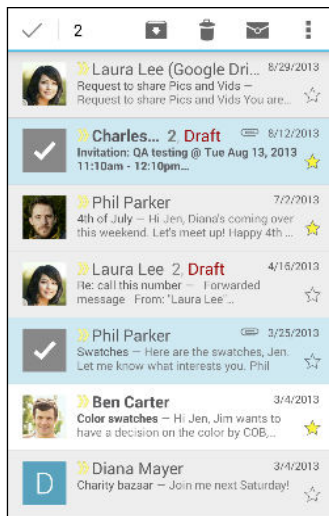 2
Laura Lee (Google Dri... 8/29/2013
Request to share Pics and Vids –
Request to share Pics and Vids You are...
Charles... 2, Draft 8/12/2013
Invitation: QA testing @ Tue Aug 13, 2013
11:10am - 12:10pm...
Phil Parker 7/2/2013
4th of July – Hi Jen, Diana's coming over
this weekend. Let's meet up! Happy 4th ...
Laura Lee 2, Draft 4/16/2013
Re: call this number – Forwarded
message From: "Laura Lee"...
Phil Parker 3/25/2013
Swatches – Here are the swatches, Jen.
Let me know what interests you. Phil
Ben Carter 3/4/2013
Color swatches – Hi Jen, Jim wants to
have a decision on the color by COB,...
D Diana Mayer 3/4/2013
Charity bazaar – Join me next Saturday!